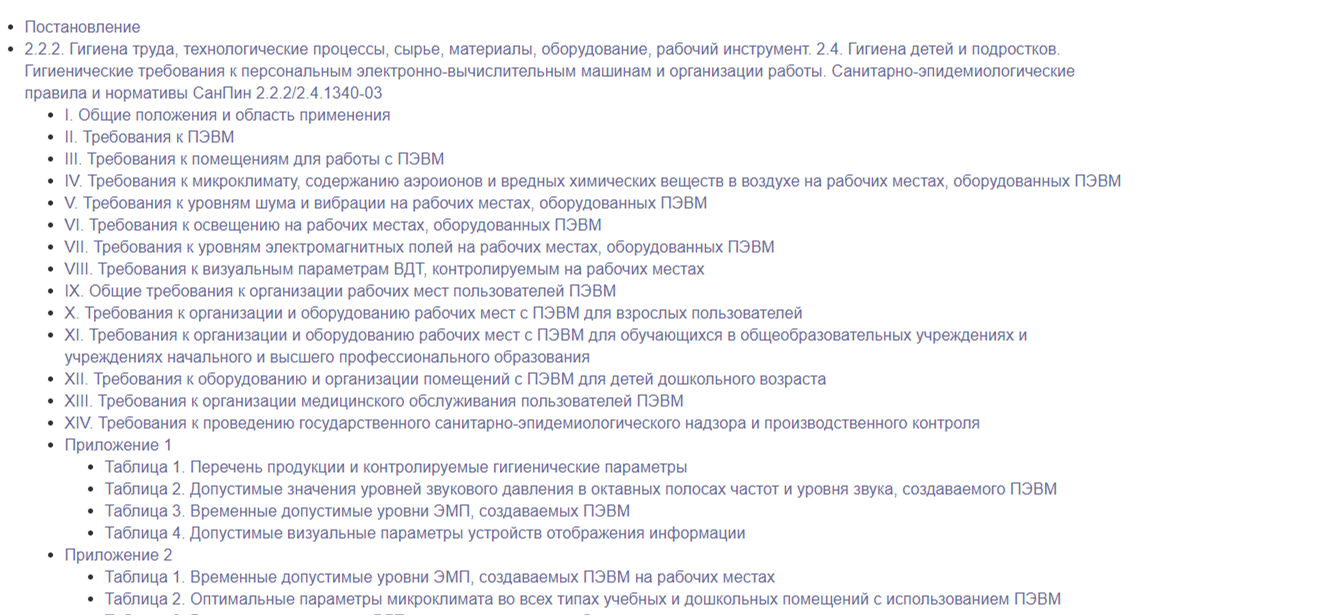 Постановление
2.2.2. Гигиена труда, технологические процессы, сырье, материалы, оборудование, рабочий инструмент. 2.4. Гигиена детей и подростков.
Гигиенические требования к персональным электронно-вычислительным машинам и организации работы. Санитарно-эпидемиологические
правила и нормативы СанПин 2.2.2/2.4.1340-03
I. Общие положения и область применения
II. Требования к ПЭВМ
III. Требования к помещениям для работы с ПЭВМ
IV. Требования к микроклимату, содержанию аэроионов и вредных химических веществ в воздухе на рабочих местах, оборудованных ПЭВМ
V. Требования к уровням шума и вибрации на рабочих местах, оборудованных ПЭВМ
VI. Требования к освещению на рабочих местах, оборудованных ПЭВМ
VII. Требования к уровням электромагнитных полей на рабочих местах, оборудованных ПЭВМ
VIII. Требования к визуальным параметрам ВДТ, контролируемым на рабочих местах
IX. Общие требования к организации рабочих мест пользователей ПЭВМ
X. Требования к организации и оборудованию рабочих мест с ПЭВМ для взрослых пользователей
XI. Требования к организации и оборудованию рабочих мест с ПЭВМ для обучающихся в общеобразовательных учреждениях и
учреждениях начального и высшего профессионального образования
XII. Требования к оборудованию и организации помещений с ПЭВМ для детей дошкольного возраста
XIII. Требования к организации медицинского обслуживания пользователей ПЭВМ
XIV. Требования к проведению государственного санитарно-эпидемиологического надзора и производственного контроля
Приложение 1
Таблица 1. Перечень продукции и контролируемые гигиенические параметры
Таблица 2. Допустимые значения уровней звукового давления в октавных полосах частот и уровня звука, создаваемого ПЭВМ
Таблица 3. Временные допустимые уровни ЭМП, создаваемых ПЭВМ
Таблица 4. Допустимые визуальные параметры устройств отображения информации
Приложение 2
Таблица 1. Временные допустимые уровни ЭМП, создаваемых ПЭВМ на рабочих местах
Таблица 2. Оптимальные параметры микроклимата во всех типах учебных и дошкольных помещений с использованием ПЭВМ